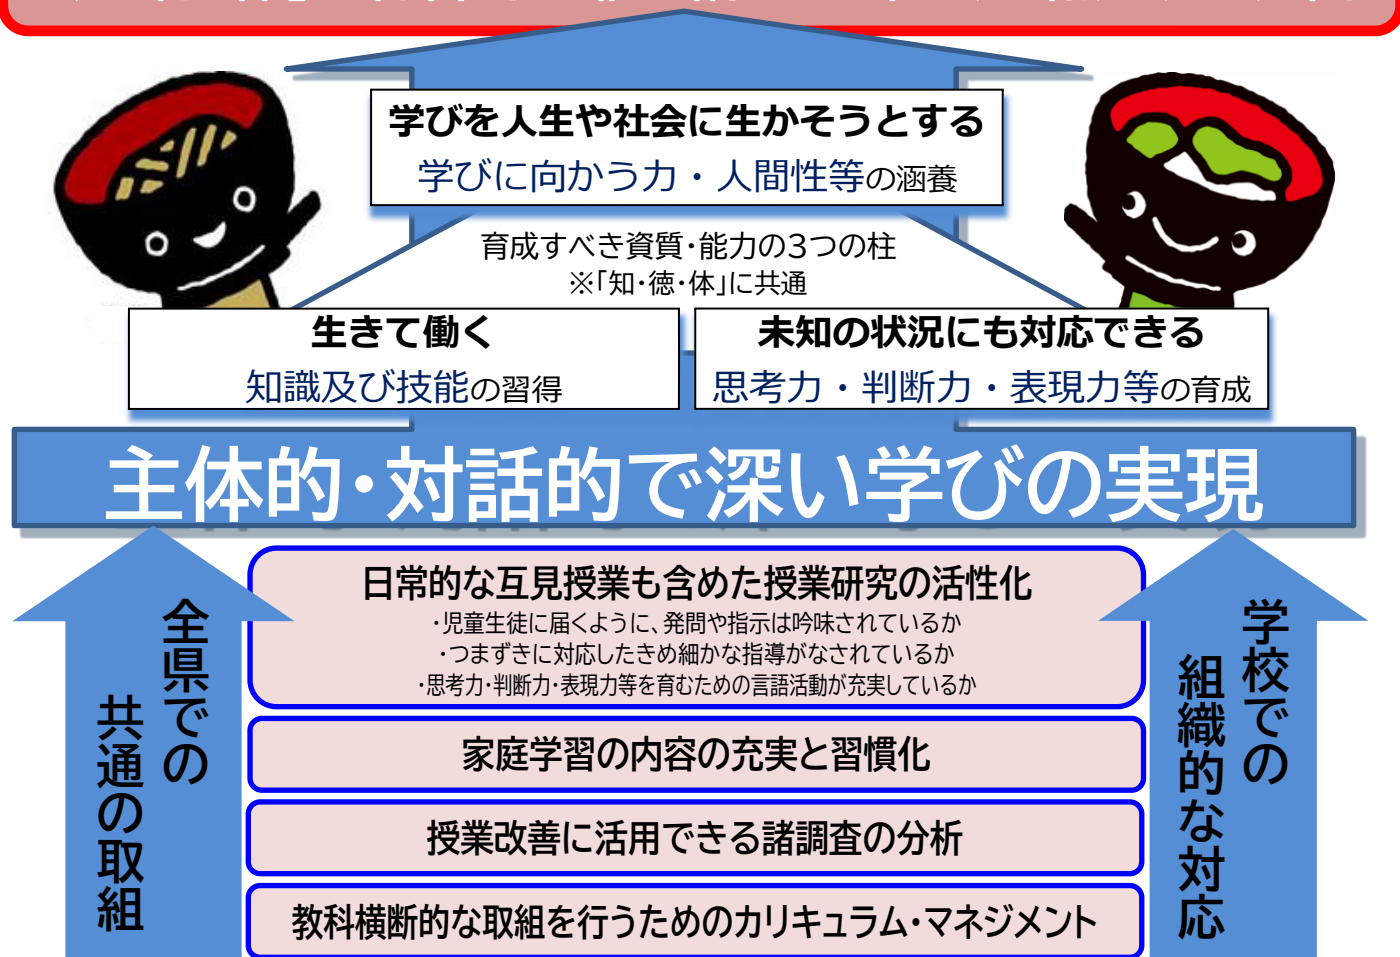 学びを人生や社会に生かそうとする
学びに向かう力・人間性等の涵養
育成すべき資質・能力の3つの柱
※「知・徳・体」に共通
生きて働く
知識及び技能の習得
未知の状況にも対応できる
思考力・判断力・表現力等の育成
主体的・対話的で深い学びの実現
全県での
共通の取組
日常的な互見授業も含めた授業研究の活性化
・児童生徒に届くように、発問や指示は吟味されているか
・つまずきに対応したきめ細かな指導がなされているか
・思考力・判断力・表現力等を育むための言語活動が充実しているか
家庭学習の内容の充実と習慣化
授業改善に活用できる諸調査の分析
教科横断的な取組を行うためのカリキュラム・マネジメント
学校での
組織的な対応